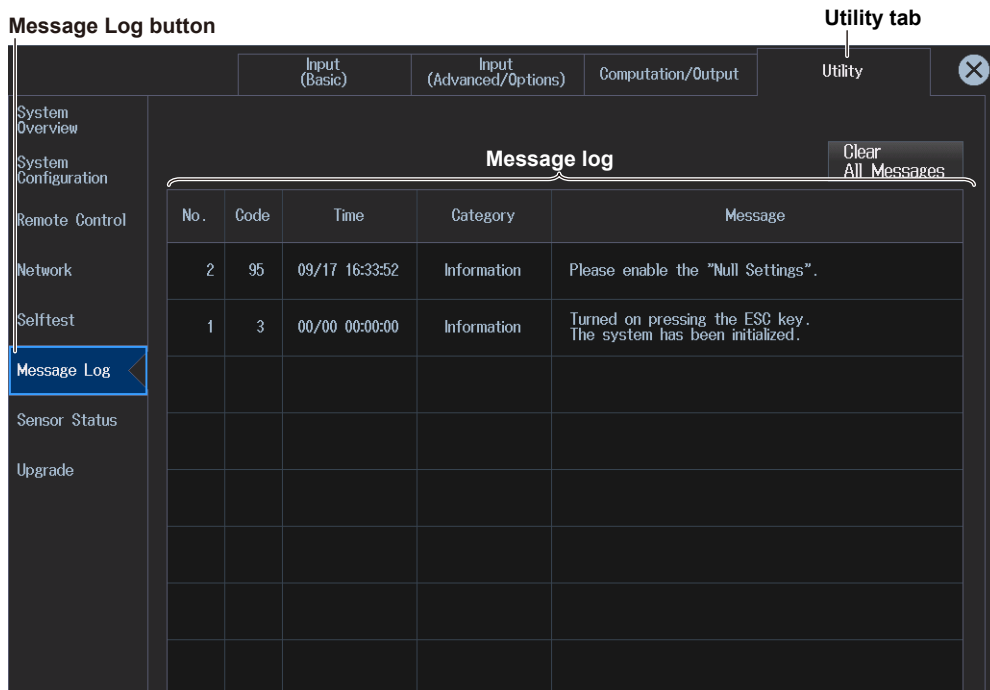 Message Log button
Utility tab
Input
(Basic)
Input
(Advanced/Options)
Computation/Output
Utility
System
Overview
System
Configuration
Remote Control
Network
Selftest
Message Log
Sensor Status
Upgrade
Message log
Clear
All Messages
No. Code Time Category Message
2 95 09/17 16:33:52 Information Please enable the "Null Settings".
1 3 00/00 00:00:00 Information Turned on pressing the ESC key.
The system has been initialized.